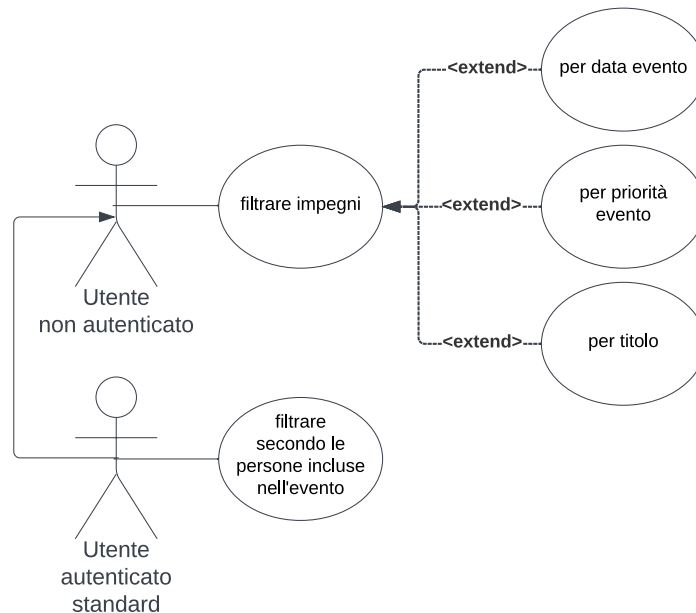 <extend>
per data evento
filtrare impegni
<extend>
per priorità
evento
Utente
non autenticato
<extend>
per titolo
filtrare
secondo le
persone incluse
nell'evento
Utente
autenticato
standard